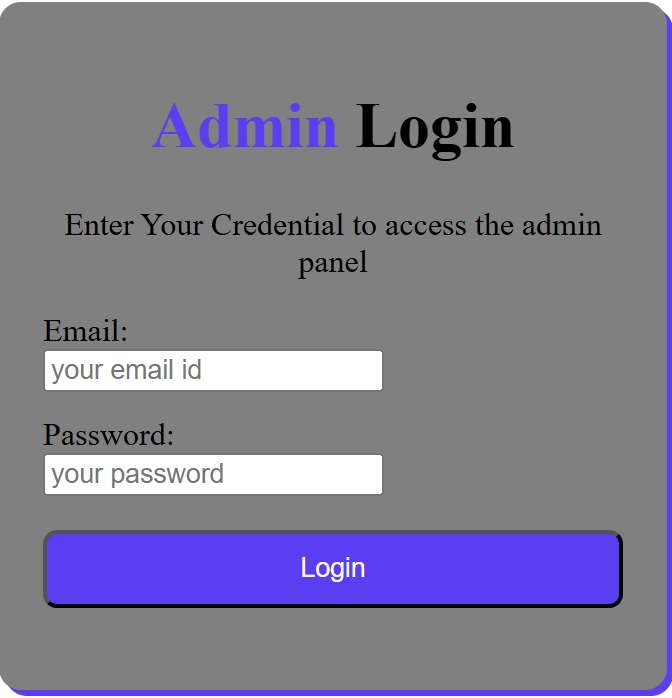 Admin Login
Enter Your Credential to access the admin
panel
Email:
your email id
Password:
your password
Login